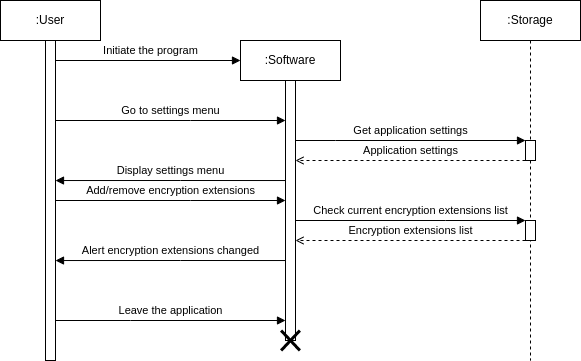 :User
:Storage
Initiate the program
:Software
Go to settings menu
Get application settings
Application settings
Display settings menu
Add/remove encryption extensions
Check current encryption extensions list
Encryption extensions list
Alert encryption extensions changed
Leave the application